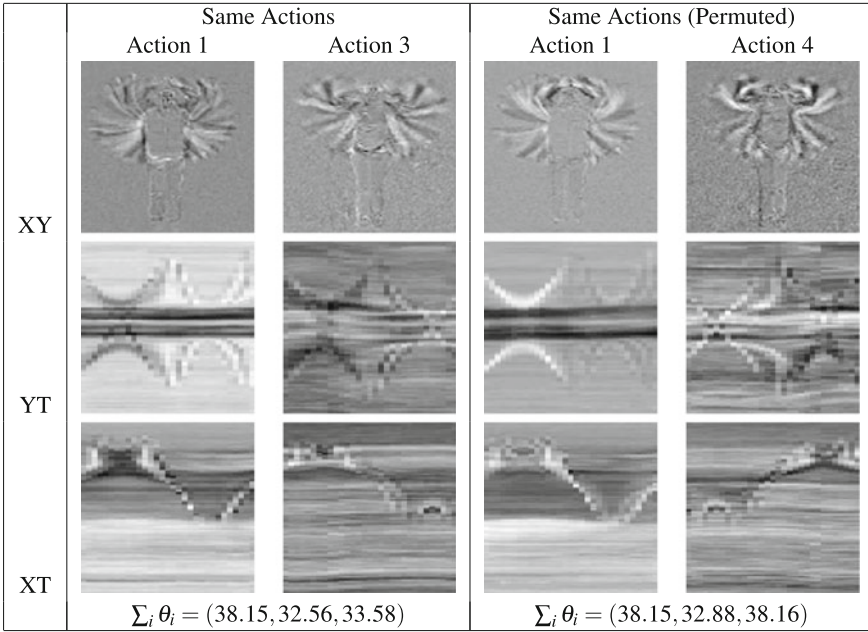 Same Actions
Same Actions (Permuted)
Action 1
Action 3
Action 1
Action 4
XY
YT
XT
∑ᵢ θᵢ = (38.15, 32.56, 33.58)
∑ᵢ θᵢ = (38.15, 32.88, 38.16)